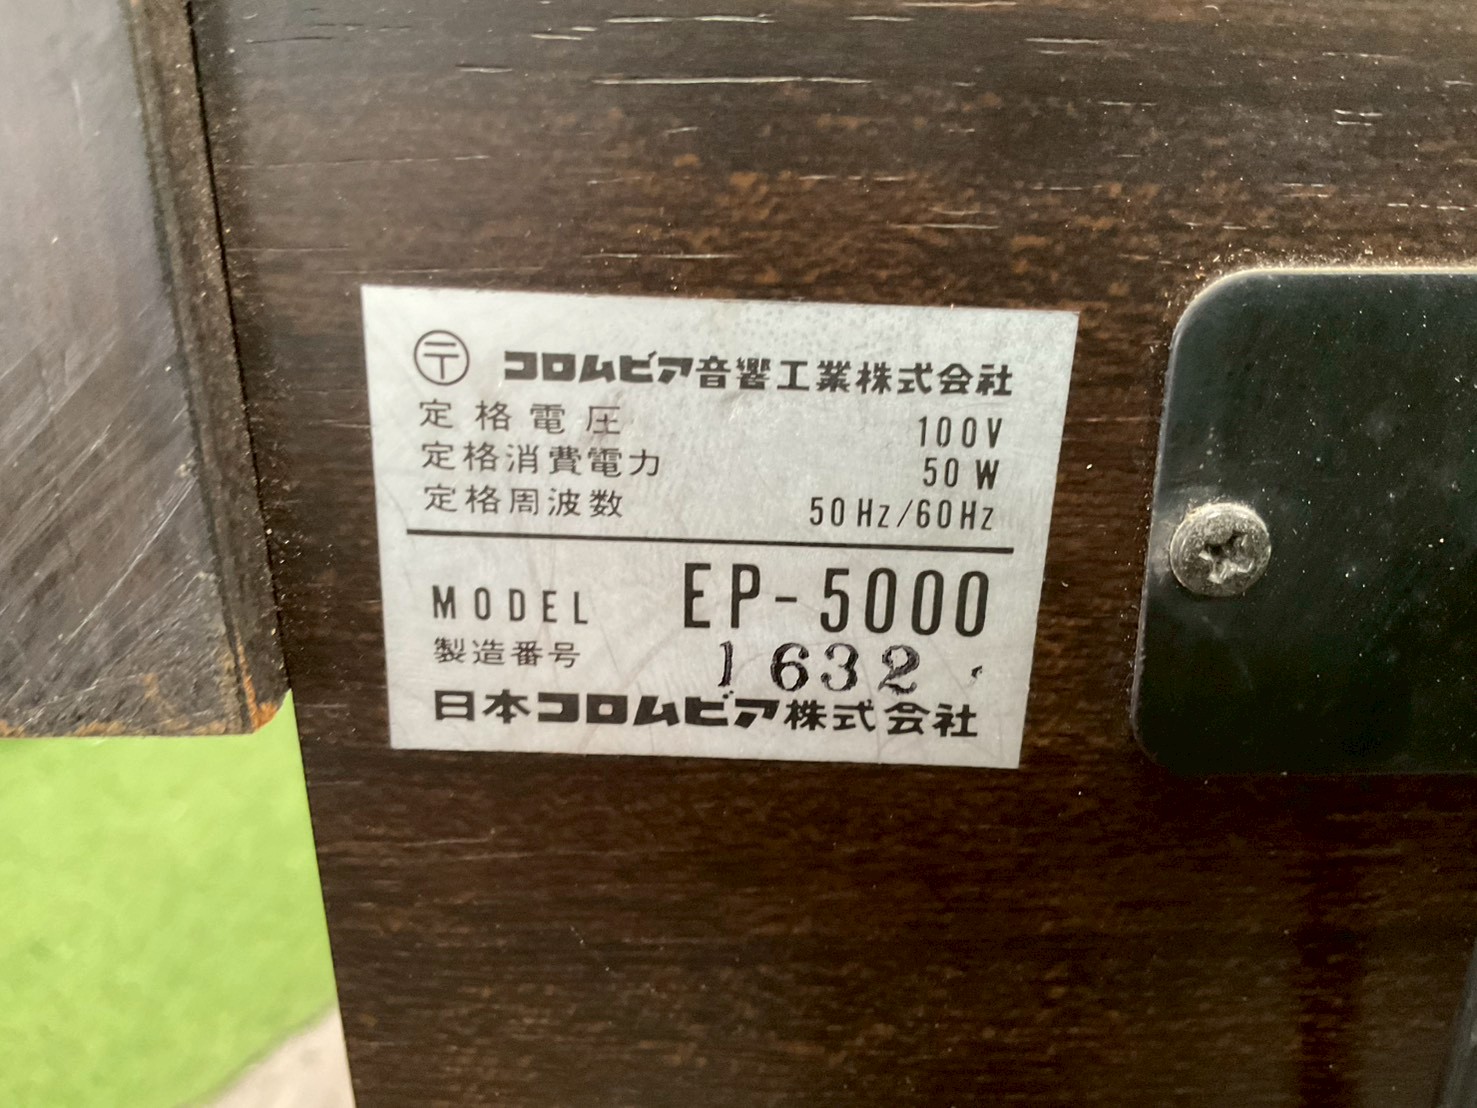 〒 コロムビア音響工業株式会社
定格電圧 100V
定格消費電力 50W
定格周波数 50Hz/60Hz
MODEL EP-5000
製造番号 1632
日本コロムビア株式会社